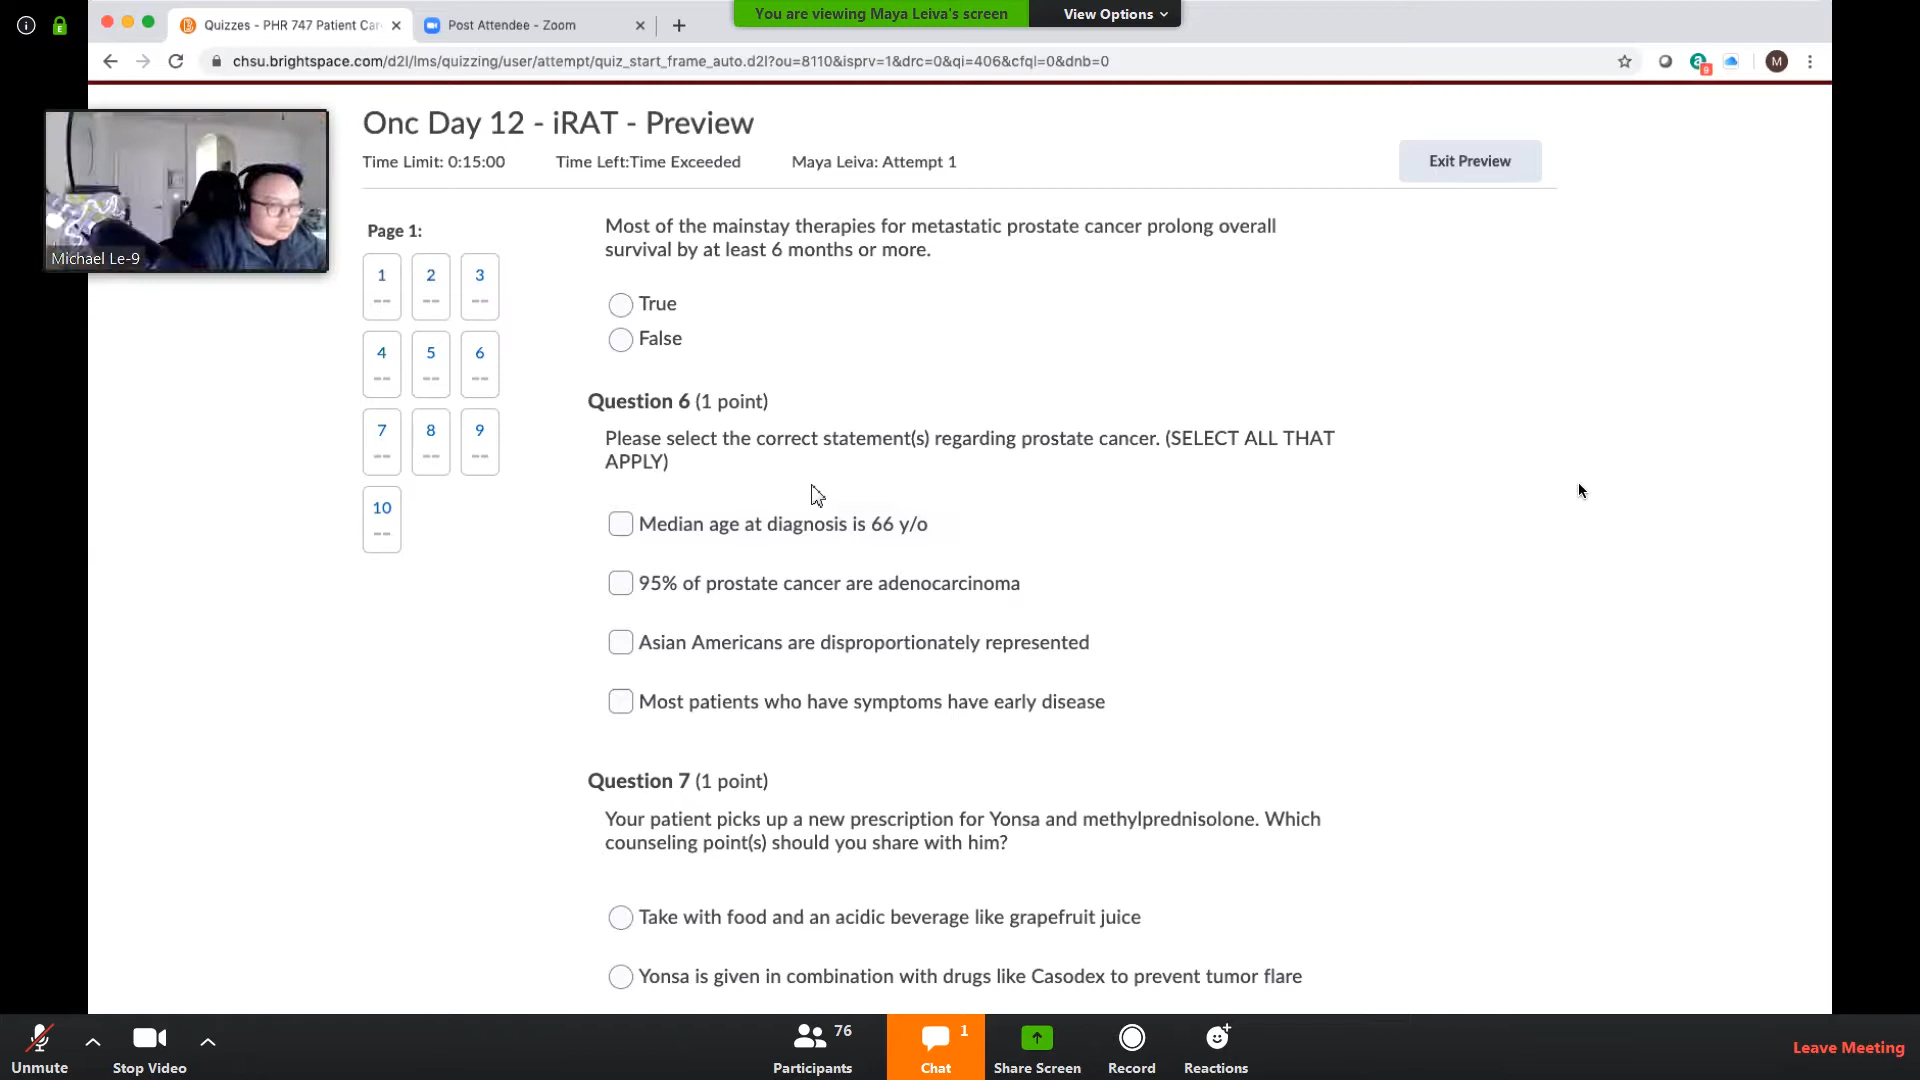 You are viewing Maya Leiva's screen
View Options
Quizzes - PHR 747 Patient Car
Post Attendee - Zoom
chsu.brightspace.com/d2l/lms/quizzing/user/attempt/quiz_start_frame_auto.d2l?ou=8110&isprv=1&drc=0&qi=406&cfql=0&dnb=0
9
M
Onc Day 12 - iRAT - Preview
Time Limit: 0:15:00 Time Left:Time Exceeded Maya Leiva: Attempt 1
Exit Preview
Michael Le-9
Page 1:
1 2 3
-- -- --
4 5 6
-- -- --
7 8 9
-- -- --
10
--
Most of the mainstay therapies for metastatic prostate cancer prolong overall
survival by at least 6 months or more.
True
False
Question 6 (1 point)
Please select the correct statement(s) regarding prostate cancer. (SELECT ALL THAT
APPLY)
Median age at diagnosis is 66 y/o
95% of prostate cancer are adenocarcinoma
Asian Americans are disproportionately represented
Most patients who have symptoms have early disease
Question 7 (1 point)
Your patient picks up a new prescription for Yonsa and methylprednisolone. Which
counseling point(s) should you share with him?
Take with food and an acidic beverage like grapefruit juice
Yonsa is given in combination with drugs like Casodex to prevent tumor flare
Unmute
Stop Video
76
Participants
1
Chat
Share Screen
Record
Reactions
Leave Meeting